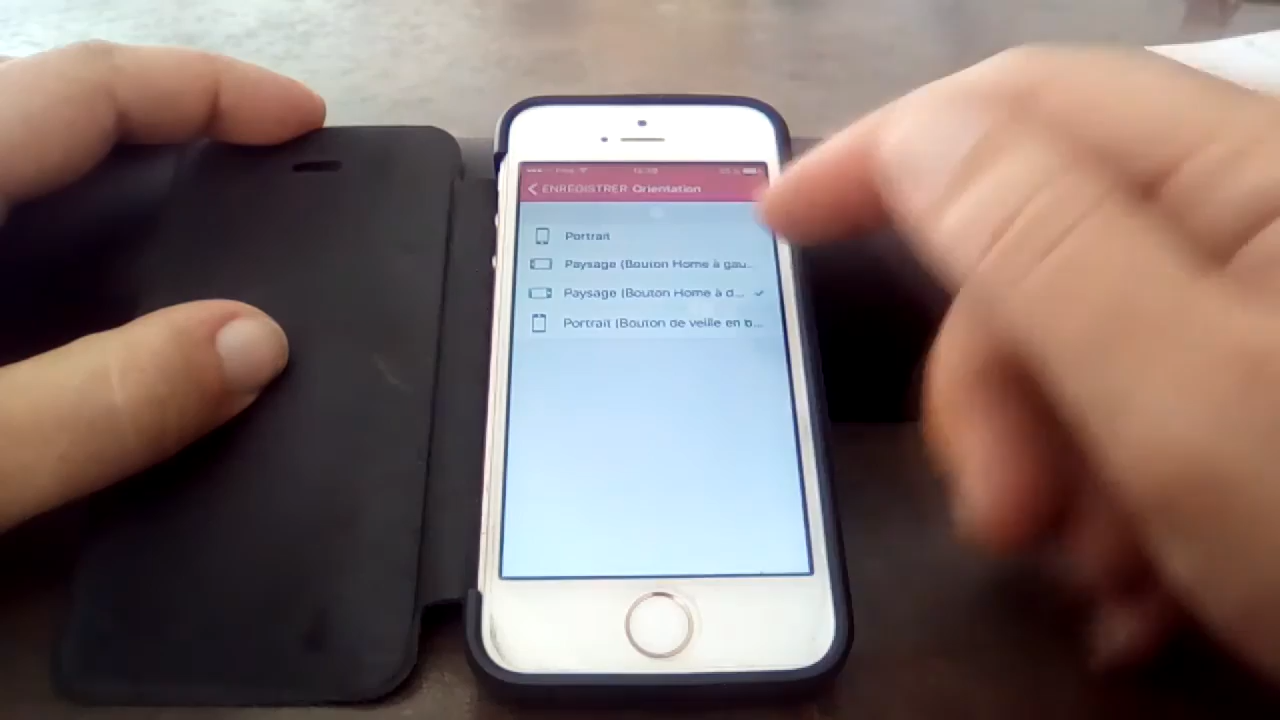 ENREGISTRER Orientation
Portrait
Paysage (Bouton Home à gau...
Paysage (Bouton Home à d...
Portrait (Bouton de veille en b...